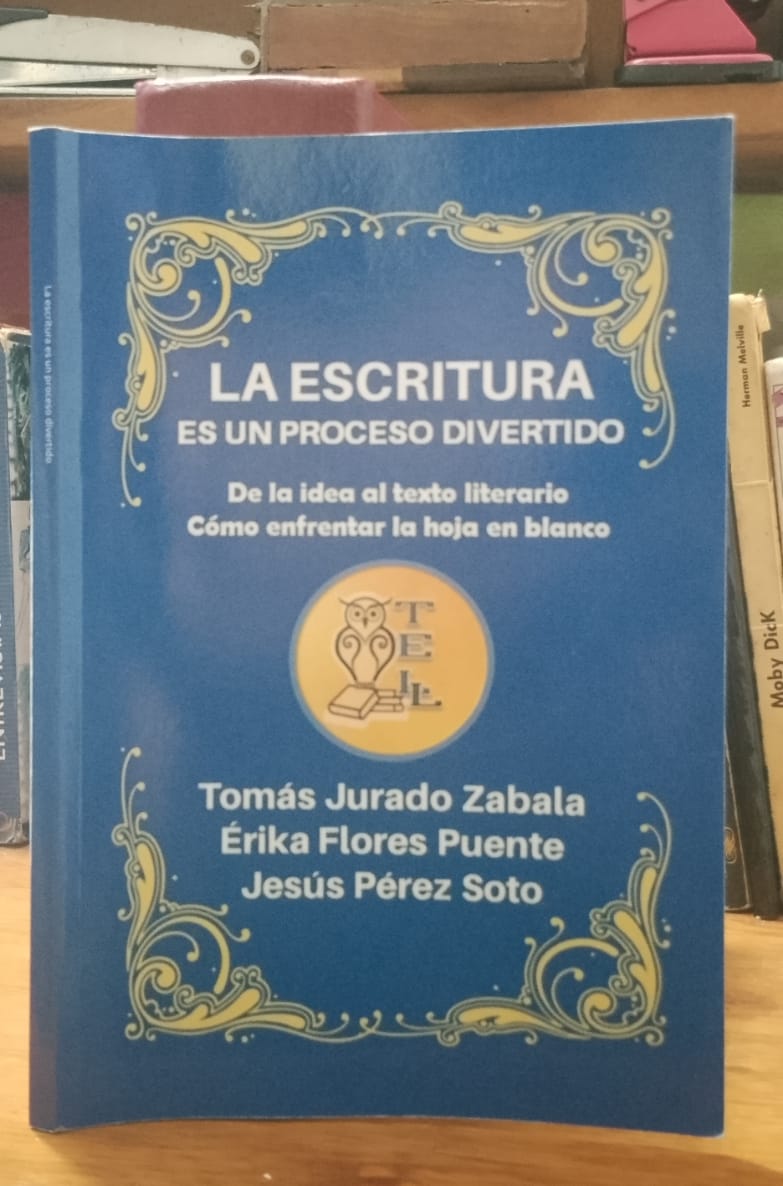 LA ESCRITURA
ES UN PROCESO DIVERTIDO
De la idea al texto literario
Cómo enfrentar la hoja en blanco
T
E
IL
Tomás Jurado Zabala
Érika Flores Puente
Jesús Pérez Soto
La escritura es un proceso divertido
Herman Melville
Moby Dick